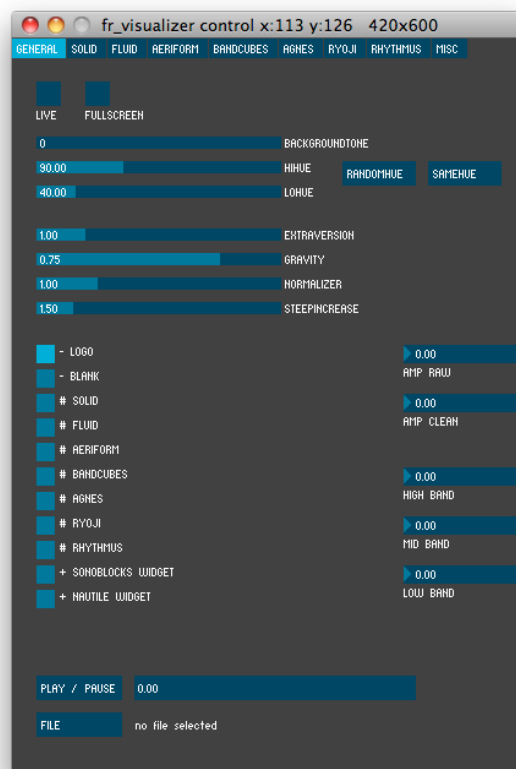 fr_visualizer control x:113 y:126 420x600
GENERAL SOLID FLUID AERIFORM BANDCUBES AGNES RYOJI RHYTHMUS MISC
LIVE FULLSCREEN
0 BACKGROUNDTONE
90.00 HIHUE RANDOMHUE SAMEHUE
40.00 LOHUE
1.00 EXTRAVERSION
0.75 GRAVITY
1.00 NORMALIZER
1.50 STEEPINCREASE
- LOGO 0.00
- BLANK AMP RAW
# SOLID 0.00
# FLUID AMP CLEAN
# AERIFORM
# BANDCUBES 0.00
# AGNES HIGH BAND
# RYOJI 0.00
# RHYTHMUS MID BAND
+ SONOBLOCKS WIDGET 0.00
+ NAUTILE WIDGET LOW BAND
PLAY / PAUSE 0.00
FILE no file selected